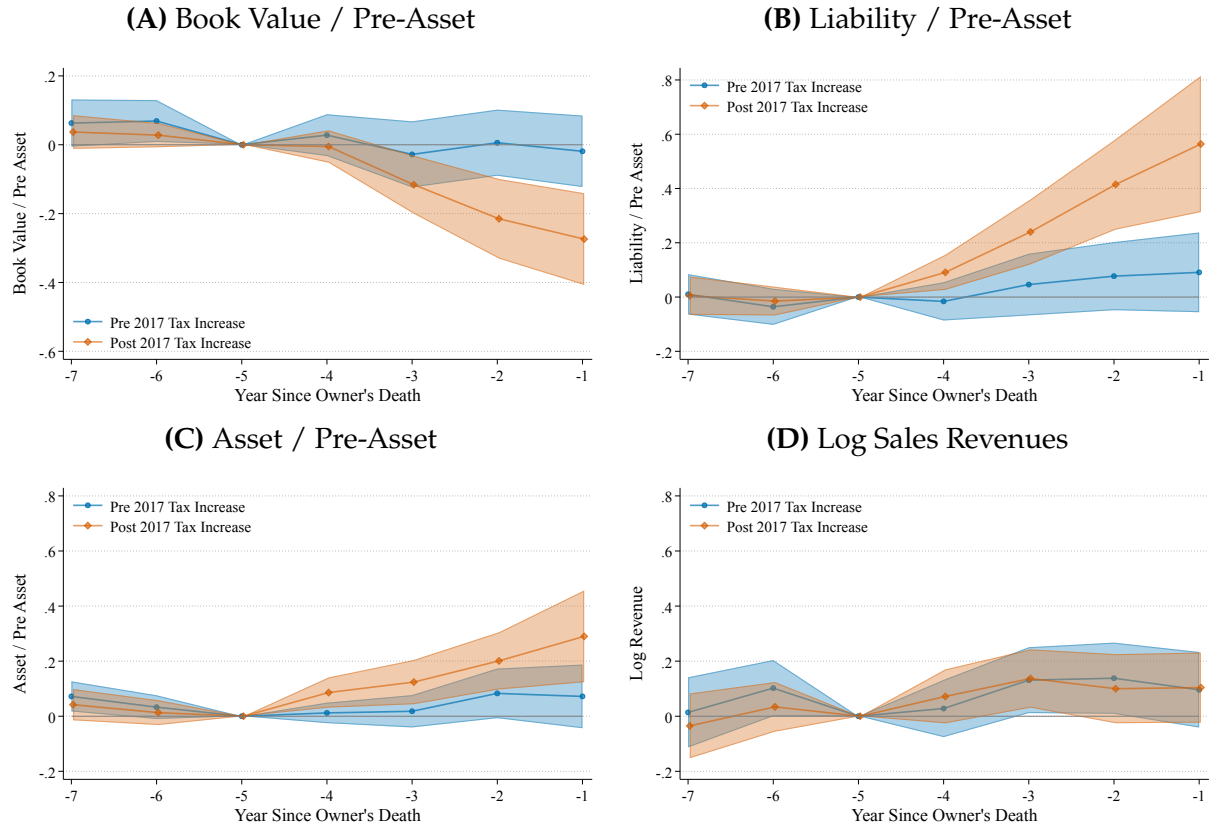 (A) Book Value / Pre-Asset
Book Value / Pre Asset
.2
0
-.2
-.4
-.6
Pre 2017 Tax Increase
Post 2017 Tax Increase
-7 -6 -5 -4 -3 -2 -1
Year Since Owner's Death
(B) Liability / Pre-Asset
Liability / Pre Asset
.8
.6
.4
.2
0
-.2
Pre 2017 Tax Increase
Post 2017 Tax Increase
-7 -6 -5 -4 -3 -2 -1
Year Since Owner's Death
(C) Asset / Pre-Asset
Asset / Pre Asset
.8
.6
.4
.2
0
-.2
Pre 2017 Tax Increase
Post 2017 Tax Increase
-7 -6 -5 -4 -3 -2 -1
Year Since Owner's Death
(D) Log Sales Revenues
Log Revenue
.8
.6
.4
.2
0
-.2
Pre 2017 Tax Increase
Post 2017 Tax Increase
-7 -6 -5 -4 -3 -2 -1
Year Since Owner's Death